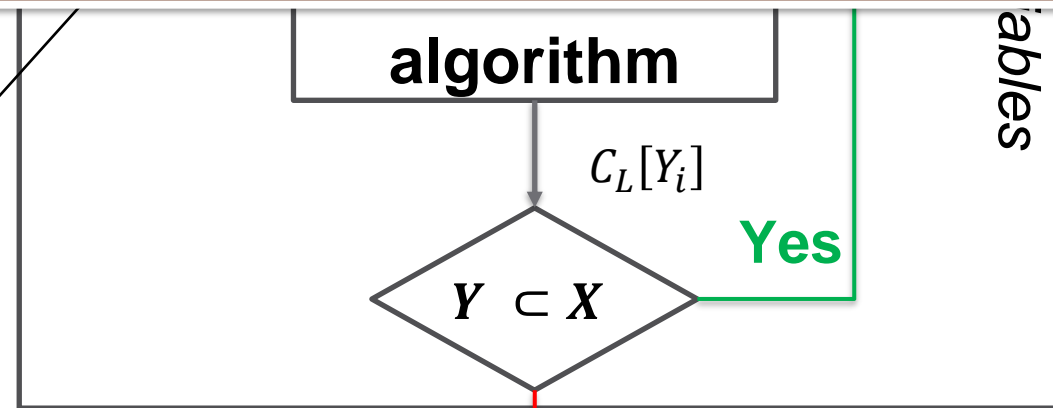 algorithm
C_L[Y_i]
Yes
Y ⊂ X